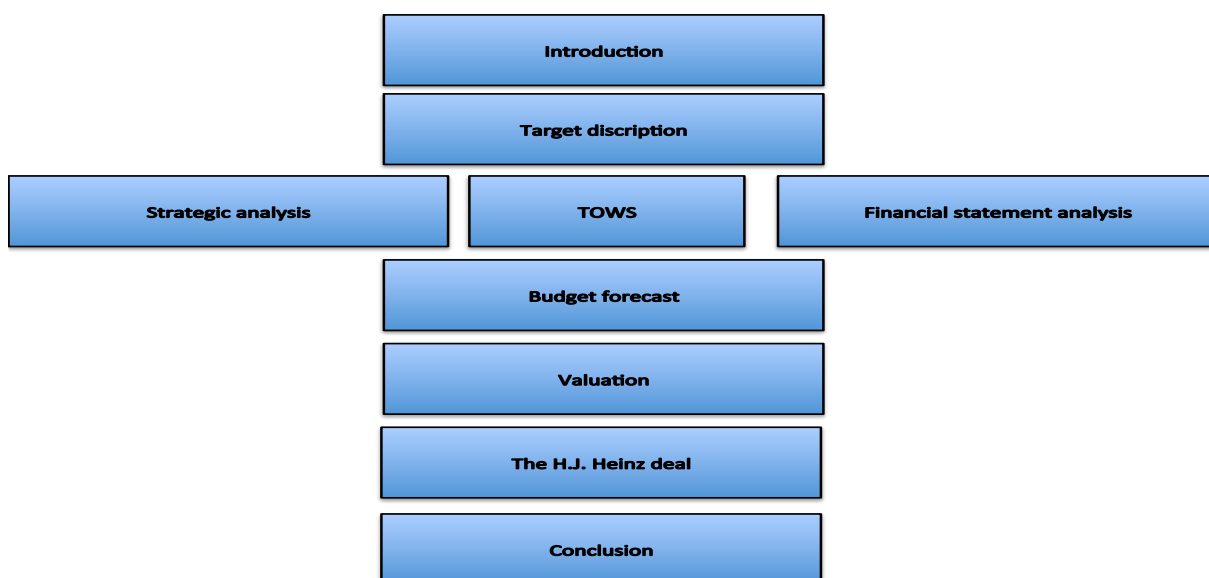 Introduction
Target discription
Strategic analysis
TOWS
Financial statement analysis
Budget forecast
Valuation
The H.J. Heinz deal
Conclusion